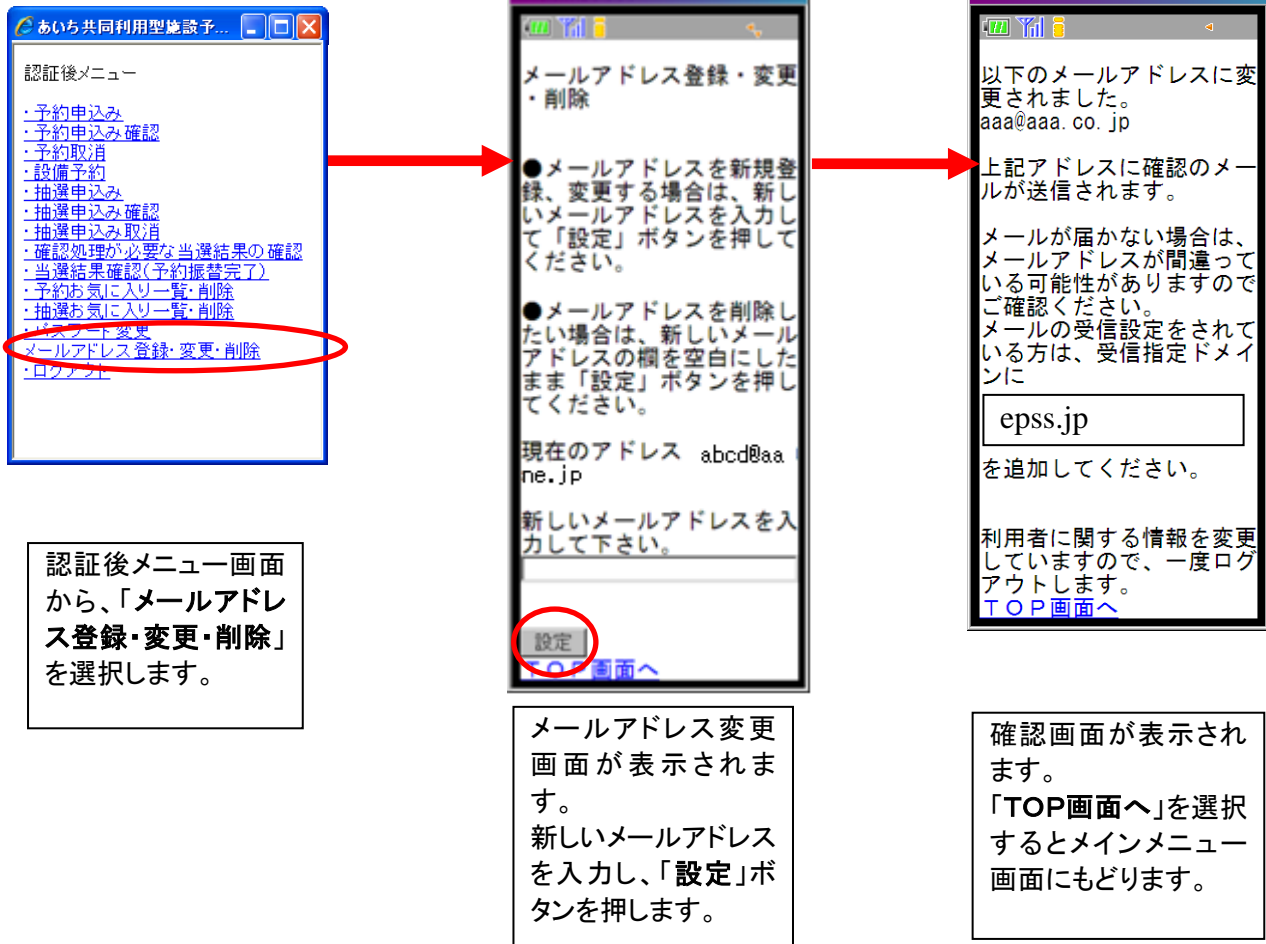 あいち共同利用型施設予...
認証後メニュー
・予約申込み
・予約申込み確認
・予約取消
・設備予約
・抽選申込み
・抽選申込み確認
・抽選申込み取消
・確認処理が必要な当選結果の確認
・当選結果確認(予約振替完了)
・予約お気に入り一覧・削除
・抽選お気に入り一覧・削除
・パスワード変更
メールアドレス登録・変更・削除
・ログアウト
認証後メニュー画面
から、「メールアドレ
ス登録・変更・削除」
を選択します。
メールアドレス登録・変更
・削除
●メールアドレスを新規登
録、変更する場合は、新し
いメールアドレスを入力し
て「設定」ボタンを押して
ください。
●メールアドレスを削除し
たい場合は、新しいメール
アドレスの欄を空白にした
まま「設定」ボタンを押し
てください。
現在のアドレス abcd@aa
ne.jp
新しいメールアドレスを入
力して下さい。
設定
TOP画面へ
メールアドレス変更
画面が表示されま
す。
新しいメールアドレス
を入力し、「設定」ボ
タンを押します。
以下のメールアドレスに変
更されました。
aaa@aaa.co.jp
上記アドレスに確認のメー
ルが送信されます。
メールが届かない場合は、
メールアドレスが間違って
いる可能性がありますので
ご確認ください。
メールの受信設定をされて
いる方は、受信指定ドメイ
ンに
epss.jp
を追加してください。
利用者に関する情報を変更
していますので、一度ログ
アウトします。
TOP画面へ
確認画面が表示され
ます。
「TOP画面へ」を選択
するとメインメニュー
画面にもどります。